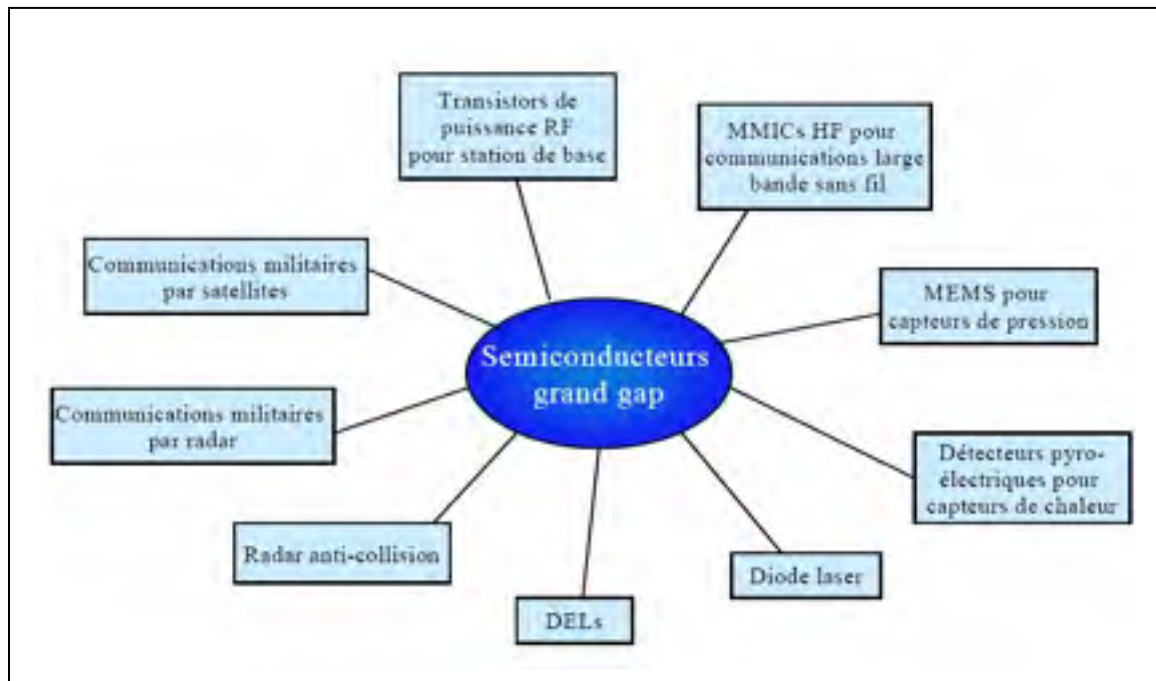 Transistors de
puissance RF
pour station de base
MMICs HF pour
communications large
bande sans fil
Communications militaires
par satellites
MEMS pour
capteurs de pression
Semiconducteurs
grand gap
Communications militaires
par radar
Détecteurs pyro-
électriques pour
capteurs de chaleur
Radar anti-collision
Diode laser
DELs